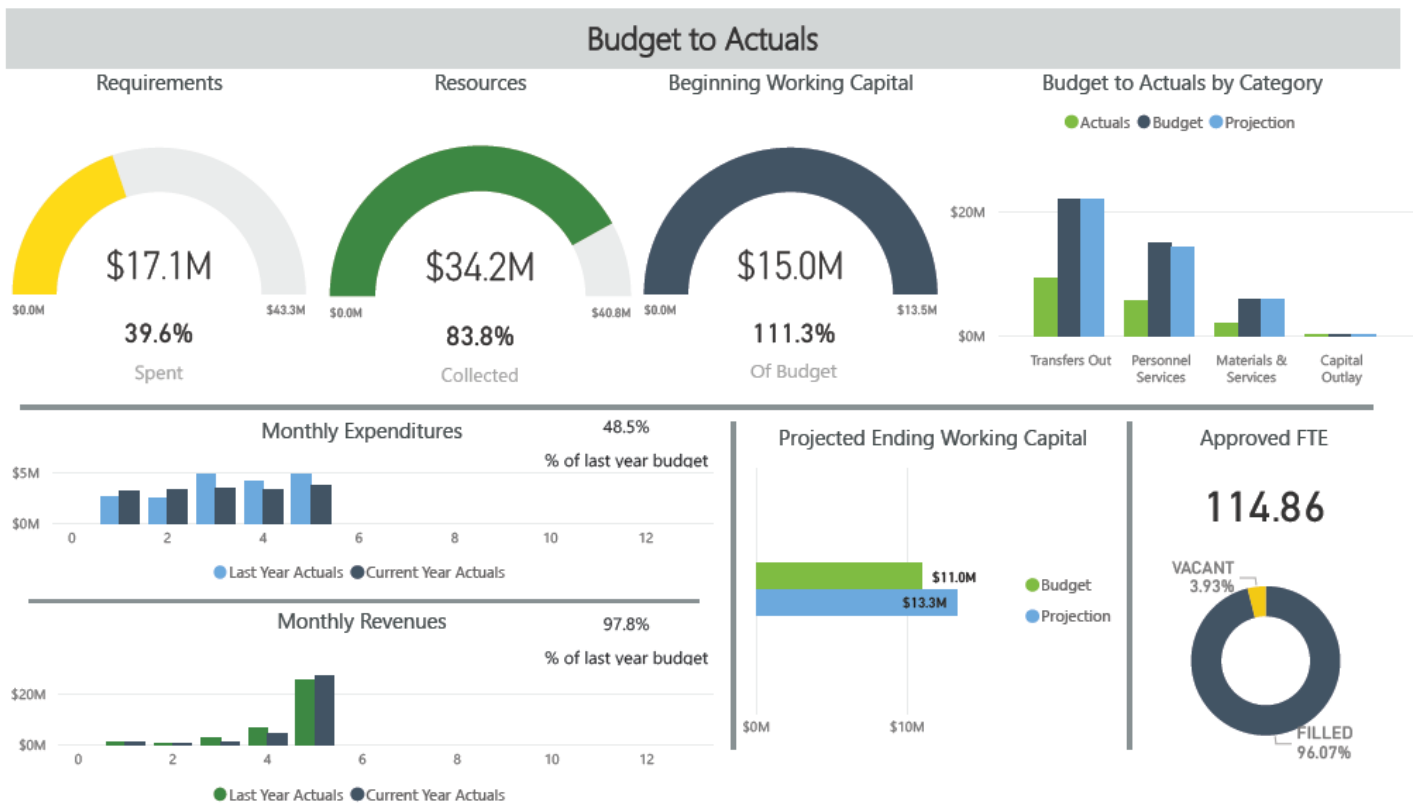 Budget to Actuals
Requirements
$17.1M
$0.0M
$43.3M
39.6%
Spent
Resources
$34.2M
$0.0M
$40.8M
83.8%
Collected
Beginning Working Capital
$15.0M
$0.0M
$13.5M
111.3%
Of Budget
Budget to Actuals by Category
Actuals Budget Projection
$20M
$0M
Transfers Out
Personnel
Services
Materials &
Services
Capital
Outlay
Monthly Expenditures
48.5%
% of last year budget
$5M
$0M
0 2 4 6 8 10 12
Last Year Actuals Current Year Actuals
Monthly Revenues
97.8%
% of last year budget
$20M
$0M
0 2 4 6 8 10 12
Last Year Actuals Current Year Actuals
Projected Ending Working Capital
$11.0M
$13.3M
Budget
Projection
$0M $10M
Approved FTE
114.86
VACANT
3.93%
FILLED
96.07%